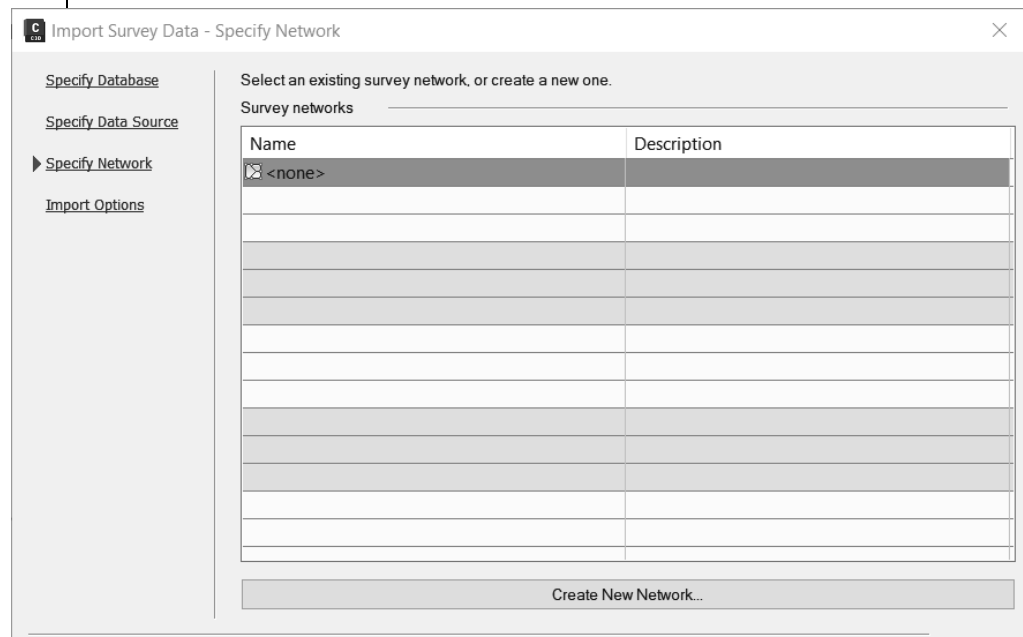 C
C3D
Import Survey Data - Specify Network
Specify Database
Specify Data Source
Specify Network
Import Options
Select an existing survey network, or create a new one.
Survey networks
Name Description
<none>
Create New Network...